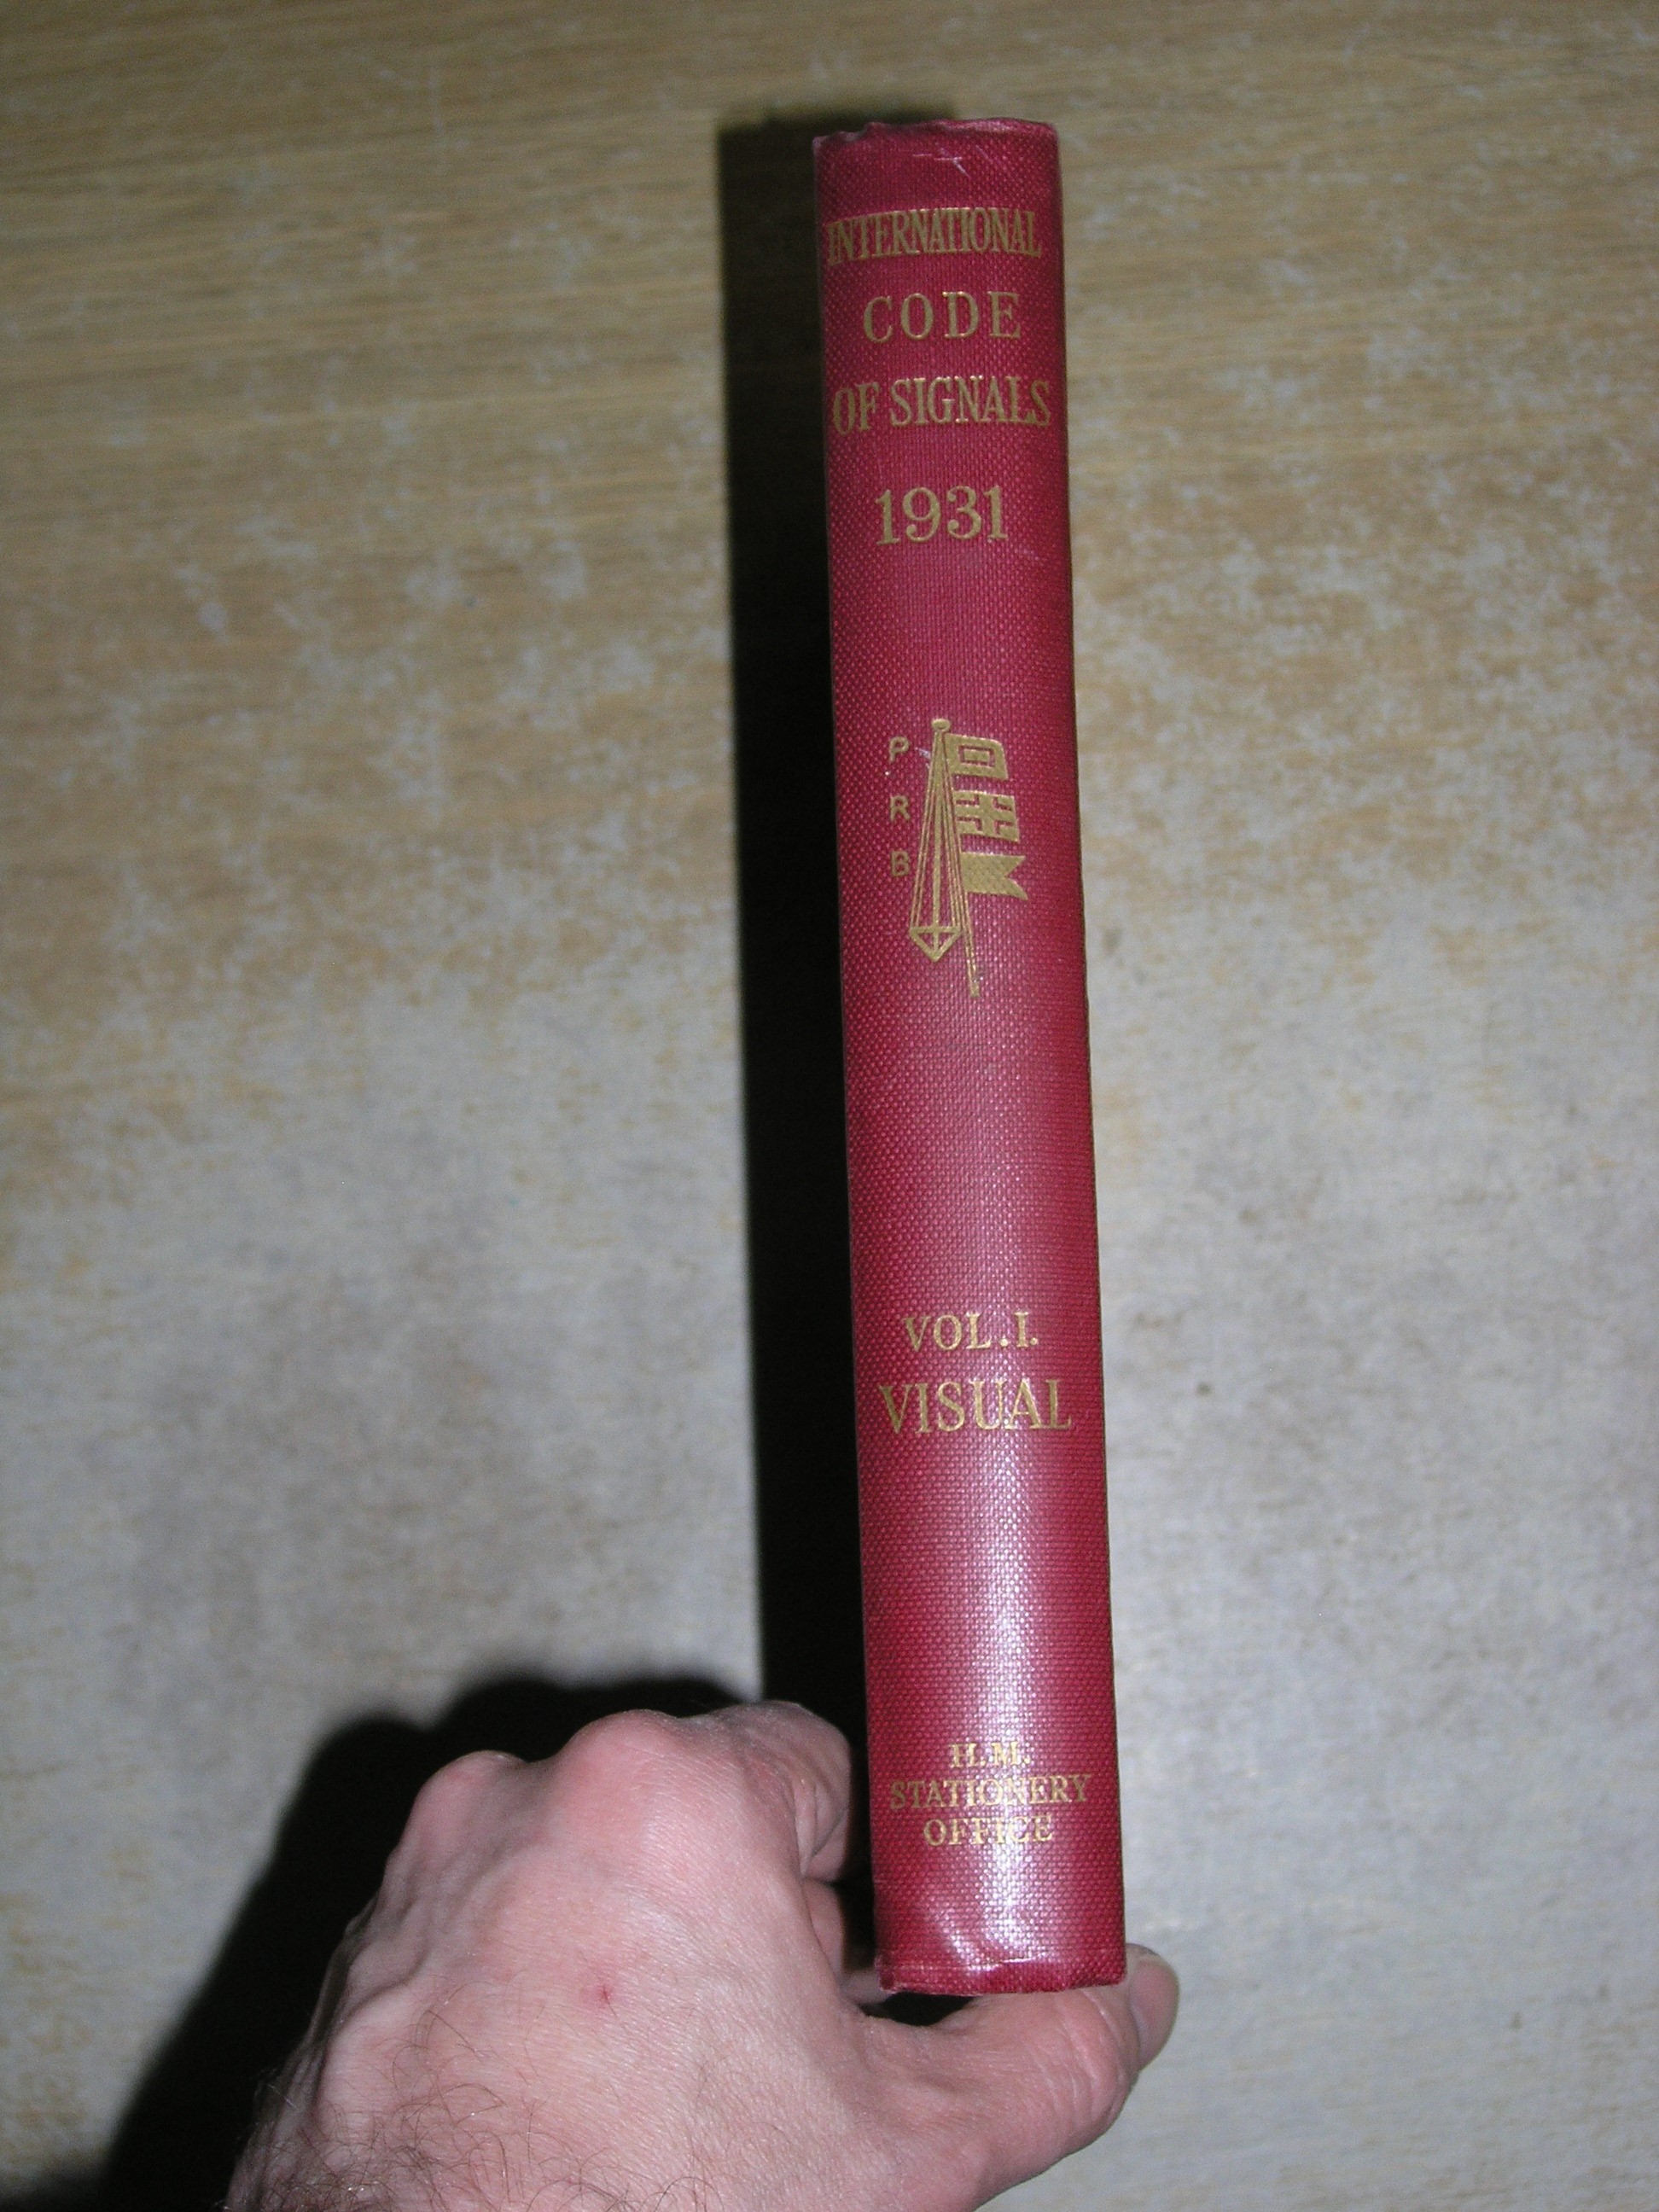 INTERNATIONAL
CODE
OF SIGNALS
1931
P
R
B
VOL.I.
VISUAL
H.M.
STATIONERY
OFFICE